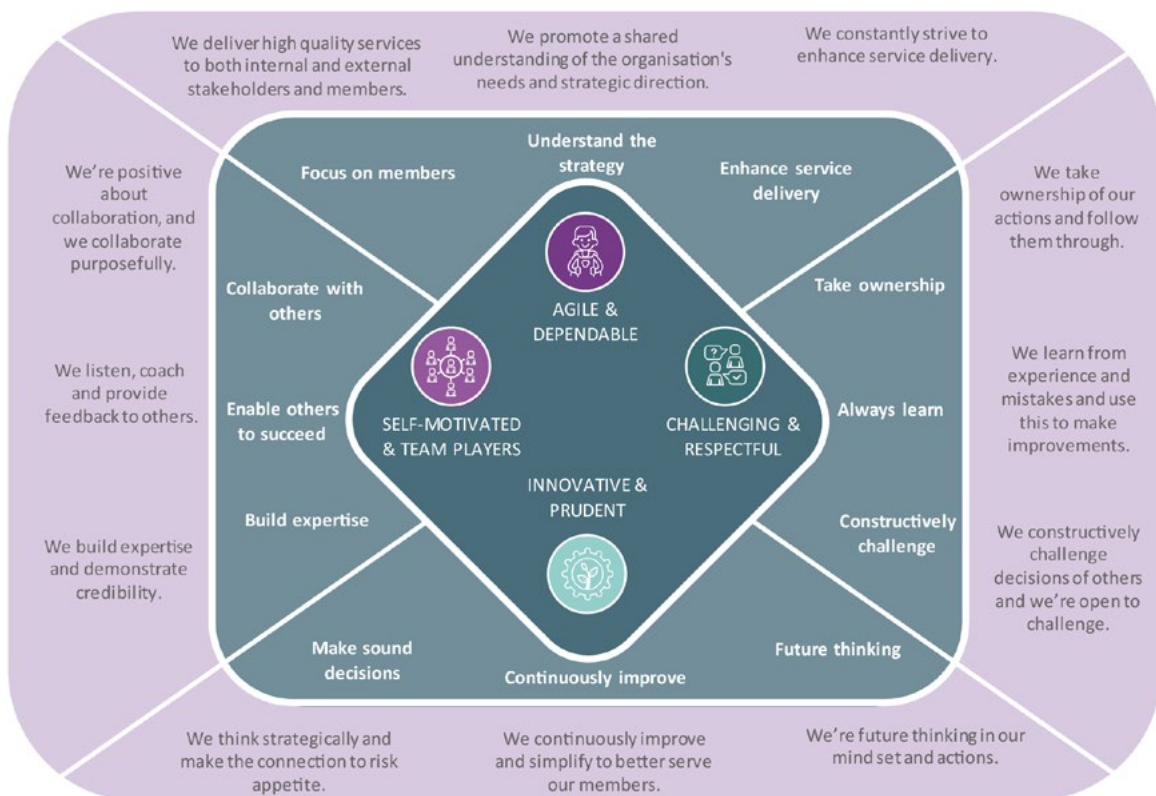 We deliver high quality services
to both internal and external
stakeholders and members.
We promote a shared
understanding of the organisation's
needs and strategic direction.
We constantly strive to
enhance service delivery.
Focus on members
Understand the
strategy
Enhance service
delivery
We're positive
about
collaboration, and
we collaborate
purposefully.
We listen, coach
and provide
feedback to others.
We build expertise
and demonstrate
credibility.
Collaborate with
others
Enable others
to succeed
Build expertise
AGILE &
DEPENDABLE
SELF-MOTIVATED
& TEAM PLAYERS
CHALLENGING &
RESPECTFUL
INNOVATIVE &
PRUDENT
Take ownership
Always learn
Constructively
challenge
We take
ownership of our
actions and follow
them through.
We learn from
experience and
mistakes and use
this to make
improvements.
We constructively
challenge
decisions of others
and we're open to
challenge.
Make sound
decisions
Continuously improve
Future thinking
We think strategically and
make the connection to risk
appetite.
We continuously improve
and simplify to better serve
our members.
We're future thinking in our
mind set and actions.